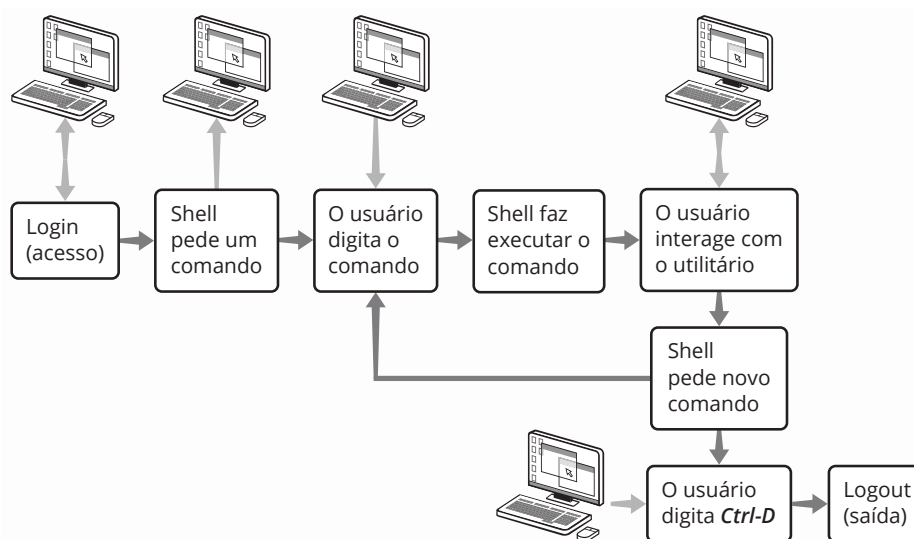 Login
(acesso)
Shell
pede um
comando
O usuário
digita o
comando
Shell faz
executar o
comando
O usuário
interage com
o utilitário
Shell
pede novo
comando
O usuário
digita Ctrl-D
Logout
(saída)